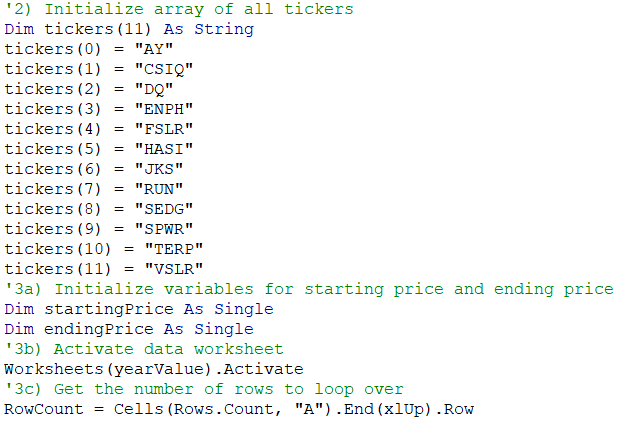 '2) Initialize array of all tickers
Dim tickers(11) As String
tickers(0) = "AY"
tickers(1) = "CSIQ"
tickers(2) = "DQ"
tickers(3) = "ENPH"
tickers(4) = "FSLR"
tickers(5) = "HASI"
tickers(6) = "JKS"
tickers(7) = "RUN"
tickers(8) = "SEDG"
tickers(9) = "SPWR"
tickers(10) = "TERP"
tickers(11) = "VSLR"
'3a) Initialize variables for starting price and ending price
Dim startingPrice As Single
Dim endingPrice As Single
'3b) Activate data worksheet
Worksheets(yearValue).Activate
'3c) Get the number of rows to loop over
RowCount = Cells(Rows.Count, "A").End(xlUp).Row